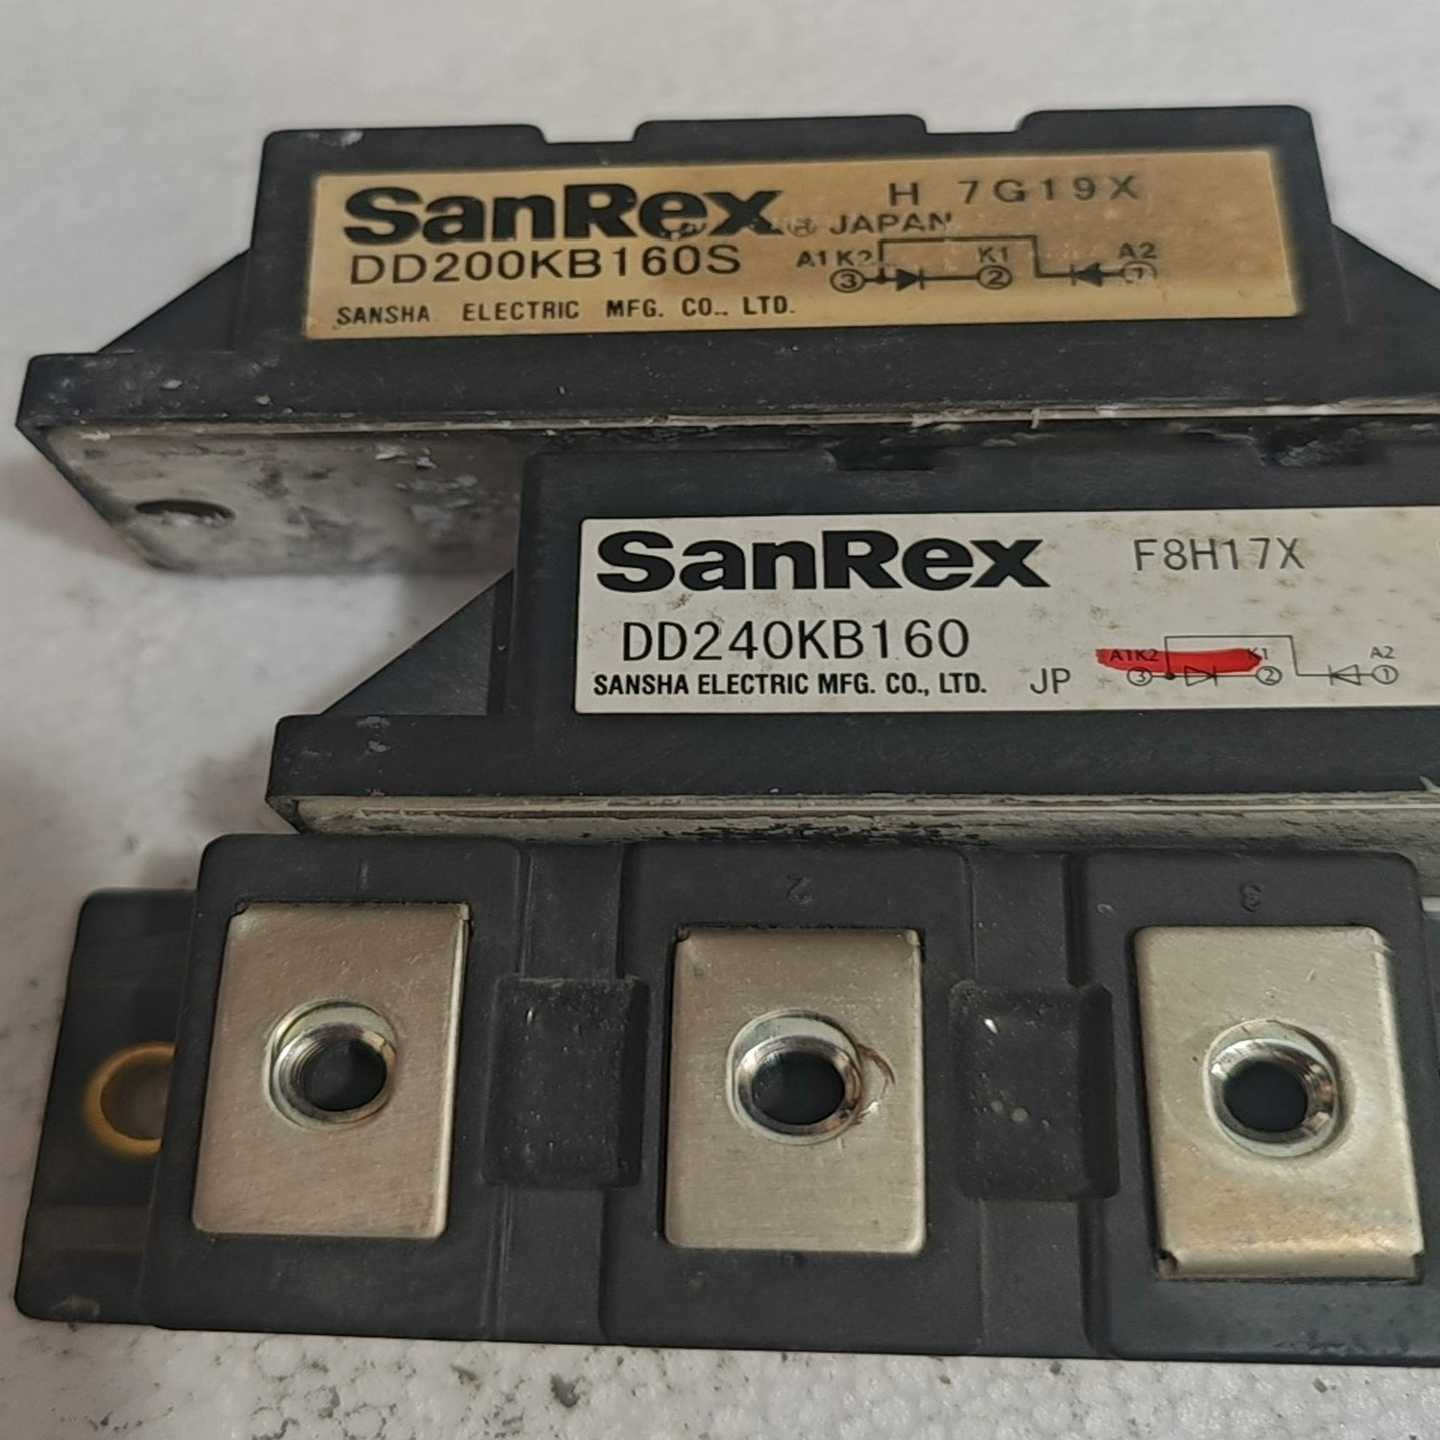 SanRex H 7G19X
JAPAN
DD200KB160S
A1K2 K1 A2
3 2 1
SANSHA ELECTRIC MFG. CO., LTD.
SanRex F8H17X
DD240KB160
A1K2 K1 A2
JP 3 2 1
SANSHA ELECTRIC MFG. CO., LTD.
1 2 3